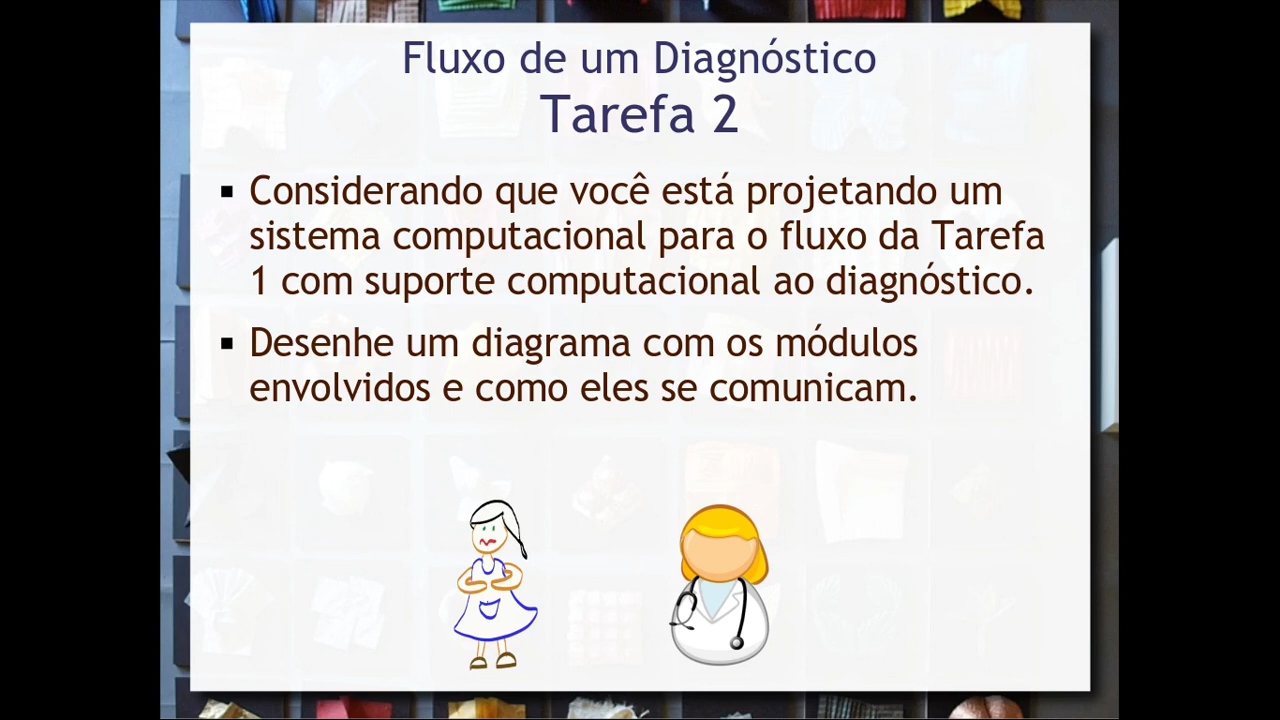 Fluxo de um Diagnóstico
Tarefa 2
▪ Considerando que você está projetando um
sistema computacional para o fluxo da Tarefa
1 com suporte computacional ao diagnóstico.
▪ Desenhe um diagrama com os módulos
envolvidos e como eles se comunicam.